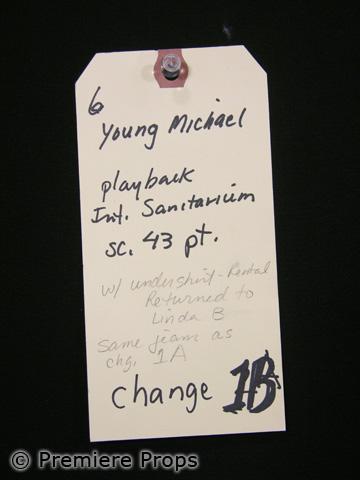 6
Young Michael
playback
Int. Sanitarium
sc. 43 pt.
w/ undershirt-Rental
Returned to
Linda B
same jeans as
chg. 1A
change 1B
© Premiere Props